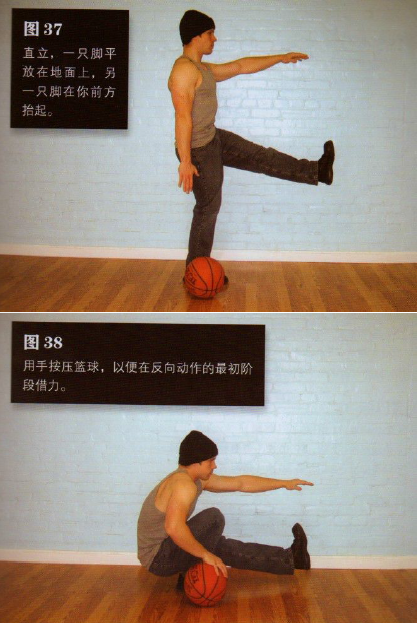 图 37
直立，一只脚平
放在地面上，另
一只脚在你前方
抬起。
图 38
用手按压篮球，以便在反向动作的最初阶
段借力。